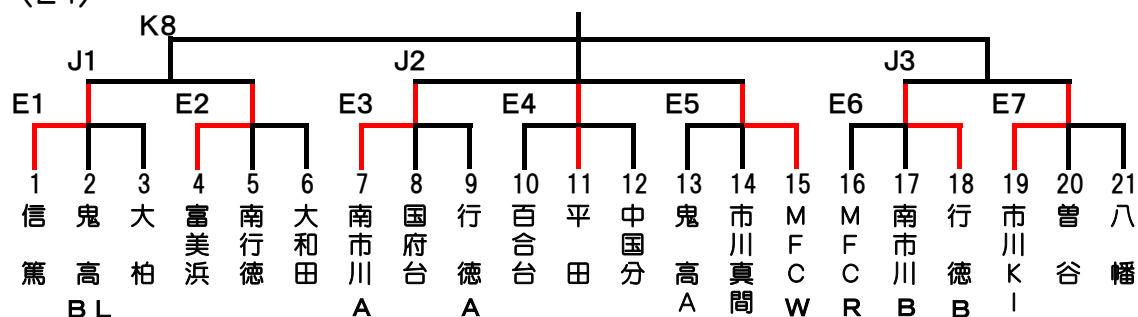 K8
J1 J2 J3
E1 E2 E3 E4 E5 E6 E7
1 2 3 4 5 6 7 8 9 10 11 12 13 14 15 16 17 18 19 20 21
信篤
鬼高BL
大柏
富美浜
南行徳
大和田
南市川A
国府台
行徳A
百合台
平田
中国分
鬼高A
市川真間
MFCW
MFCR
南市川B
行徳B
市川KI
曽谷
八幡